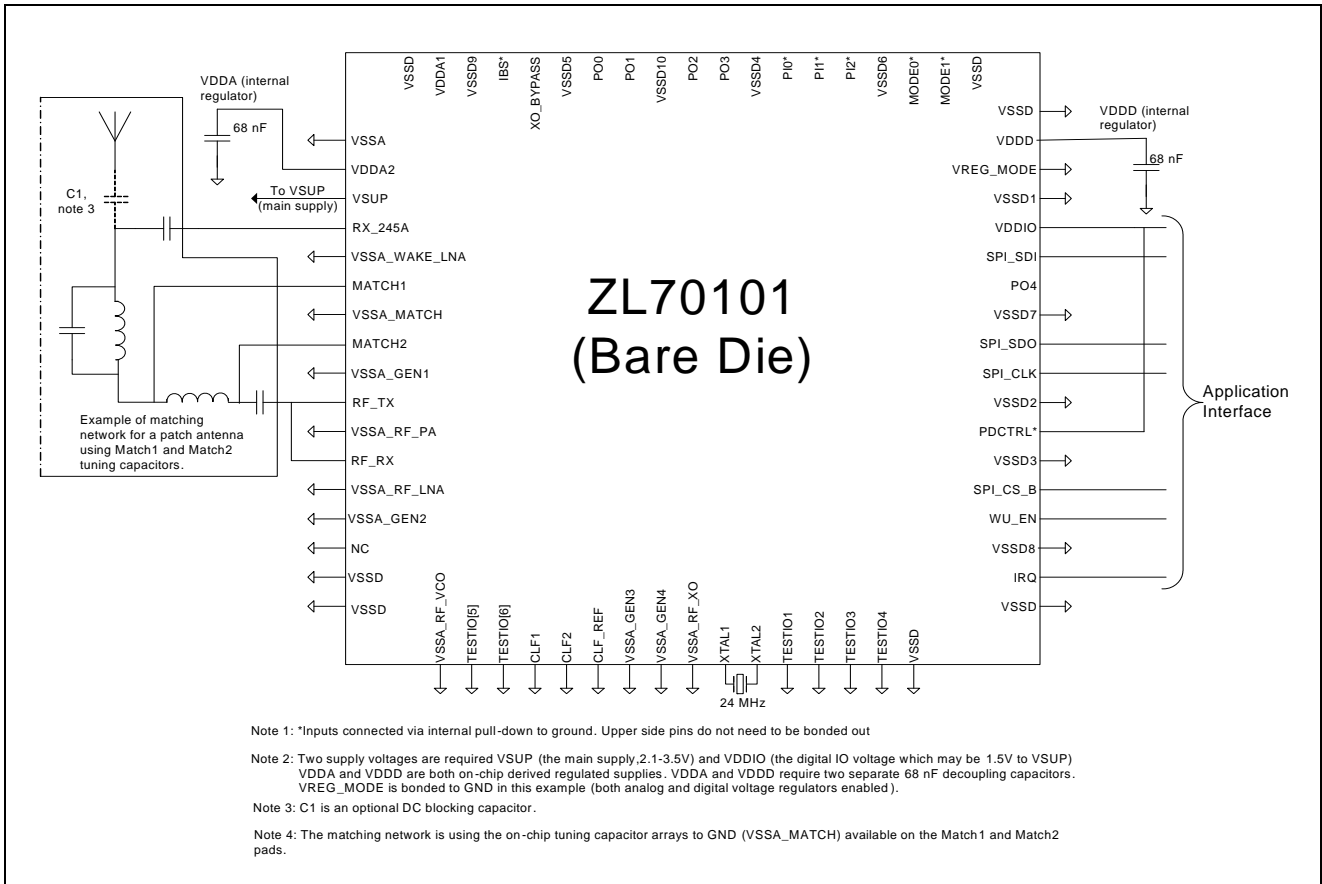 VSSD
VDDA1
VSSD9
IBS*
XO_BYPASS
VSSD5
PO0
PO1
VSSD10
PO2
PO3
VSSD4
PI0*
PI1*
PI2*
VSSD6
MODE0*
MODE1*
VSSD
VDDA (internal
regulator)
68 nF
C1,
note 3
To VSUP
(main supply)
Example of matching
network for a patch antenna
using Match1 and Match2
tuning capacitors.
VSSA
VDDA2
VSUP
RX_245A
VSSA_WAKE_LNA
MATCH1
VSSA_MATCH
MATCH2
VSSA_GEN1
RF_TX
VSSA_RF_PA
RF_RX
VSSA_RF_LNA
VSSA_GEN2
NC
VSSD
VSSD
ZL70101
(Bare Die)
VSSD
VDDD
VREG_MODE
VSSD1
VDDIO
SPI_SDI
PO4
VSSD7
SPI_SDO
SPI_CLK
VSSD2
PDCTRL*
VSSD3
SPI_CS_B
WU_EN
VSSD8
IRQ
VSSD
VDDD (internal
regulator)
68 nF
Application
Interface
VSSA_RF_VCO
TESTIO[5]
TESTIO[6]
CLF1
CLF2
CLF_REF
VSSA_GEN3
VSSA_GEN4
VSSA_RF_XO
XTAL1
XTAL2
TESTIO1
TESTIO2
TESTIO3
TESTIO4
VSSD
24 MHz
Note 1: *Inputs connected via internal pull-down to ground. Upper side pins do not need to be bonded out
Note 2: Two supply voltages are required VSUP (the main supply,2.1-3.5V) and VDDIO (the digital IO voltage which may be 1.5V to VSUP)
VDDA and VDDD are both on-chip derived regulated supplies. VDDA and VDDD require two separate 68 nF decoupling capacitors.
VREG_MODE is bonded to GND in this example (both analog and digital voltage regulators enabled).
Note 3: C1 is an optional DC blocking capacitor.
Note 4: The matching network is using the on-chip tuning capacitor arrays to GND (VSSA_MATCH) available on the Match1 and Match2
pads.